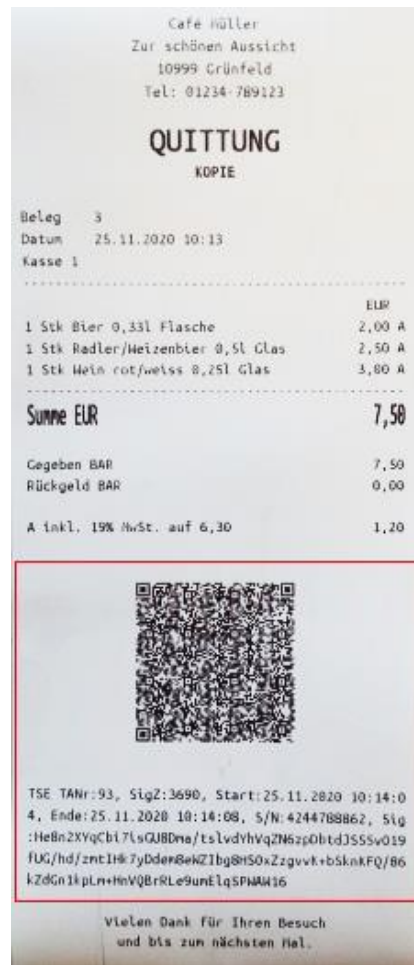 Café Müller
Zur schönen Aussicht
10999 Grünfeld
Tel: 01234-789123
QUITTUNG
KOPIE
Beleg 3
Datum 25.11.2020 10:13
Kasse 1
EUR
1 Stk Bier 0,33l Flasche 2,00 A
1 Stk Radler/Weizenbier 0,5l Glas 2,50 A
1 Stk Wein rot/weiss 0,25l Glas 3,00 A
Summe EUR 7,50
Gegeben BAR 7,50
Rückgeld BAR 0,00
A inkl. 19% MwSt. auf 6,30 1,20
TSE TANr:93, SigZ:3690, Start:25.11.2020 10:14:0
4, Ende:25.11.2020 10:14:08, S/N:4244788862, Sig
Vielen Dank für Ihren Besuch
und bis zum nächsten Mal.